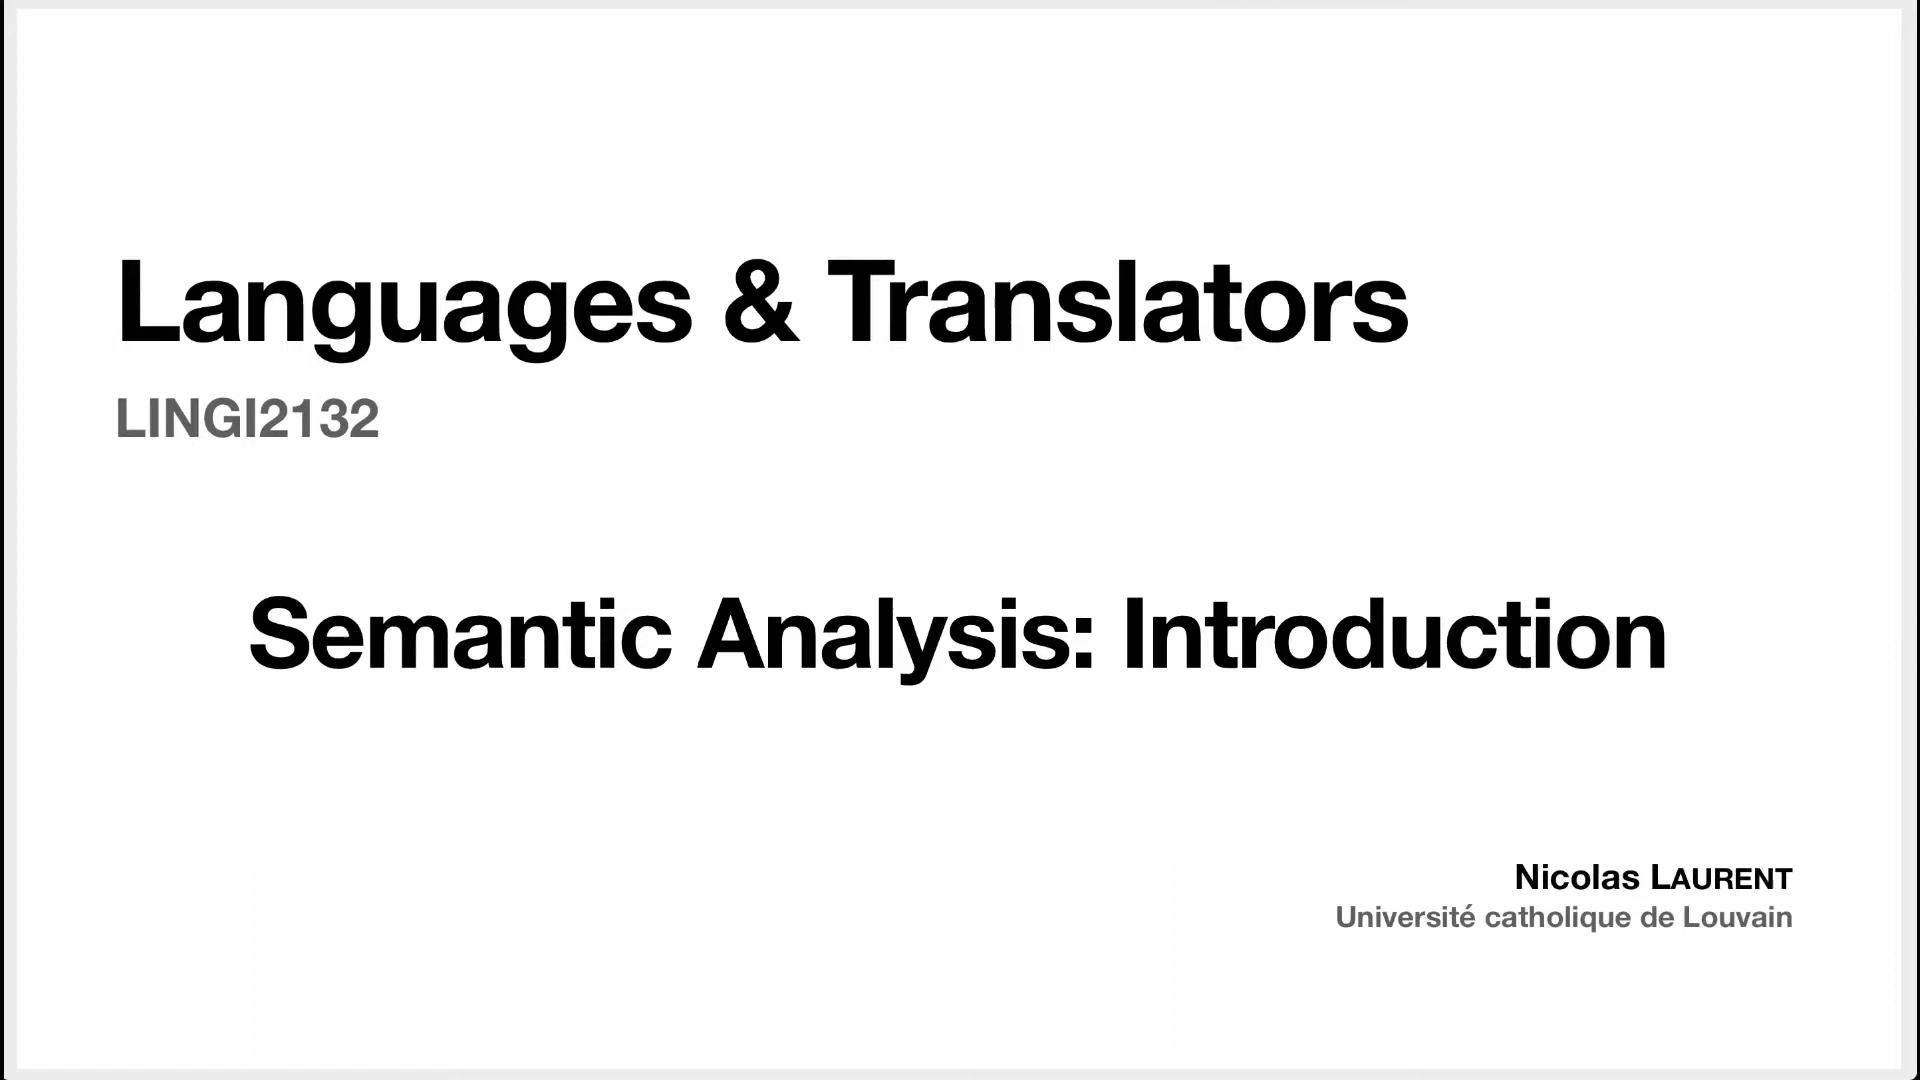 Languages & Translators
LINGI2132
Semantic Analysis: Introduction
Nicolas LAURENT
Université catholique de Louvain